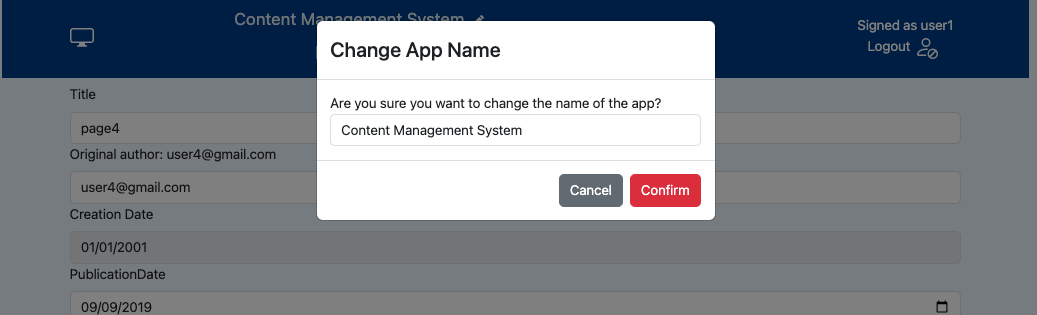 Content Management System
Signed as user1
Logout
Change App Name
Are you sure you want to change the name of the app?
Content Management System
Cancel
Confirm
Title
page4
Original author: user4@gmail.com
user4@gmail.com
Creation Date
01/01/2001
PublicationDate
09/09/2019